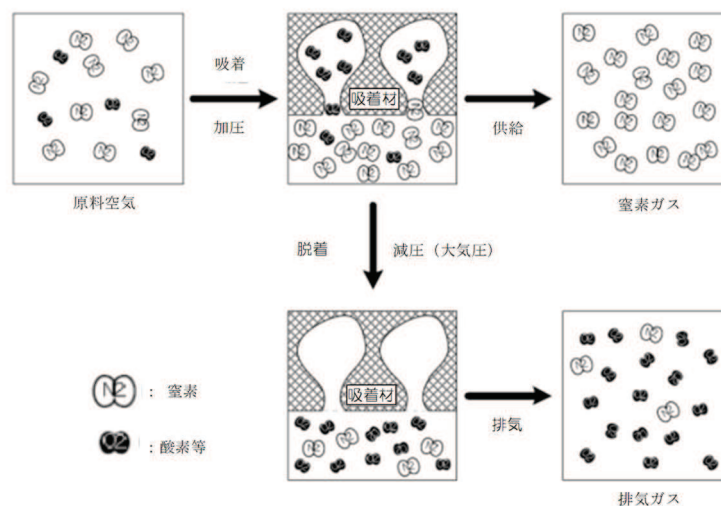 吸着
吸着材
加圧
供給
原料空気
窒素ガス
脱着
減圧（大気圧）
吸着材
N2 : 窒素
O2 : 酸素等
排気
排気ガス